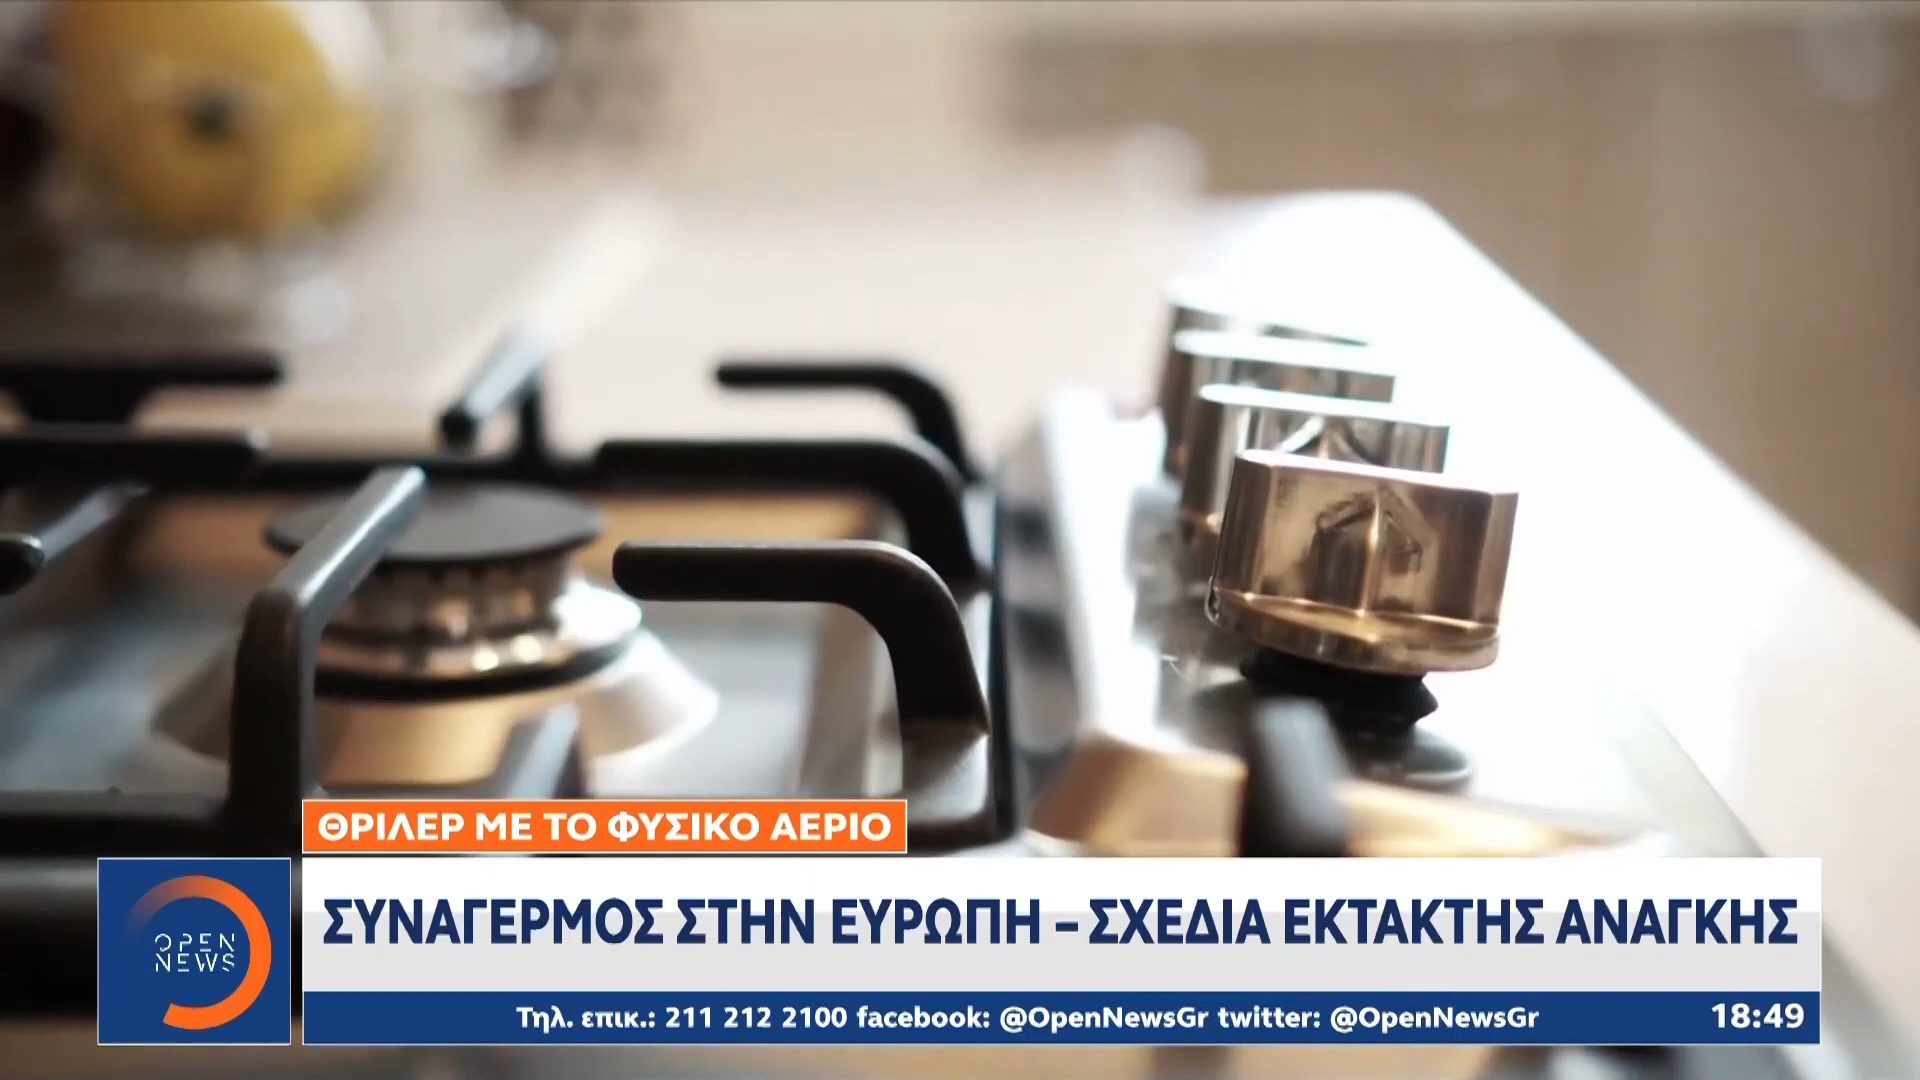 ΘΡΙΛΕΡ ΜΕ ΤΟ ΦΥΣΙΚΟ ΑΕΡΙΟ
ΣΥΝΑΓΕΡΜΟΣ ΣΤΗΝ ΕΥΡΩΠΗ – ΣΧΕΔΙΑ ΕΚΤΑΚΤΗΣ ΑΝΑΓΚΗΣ
OPEN
NEWS
Τηλ. επικ.: 211 212 2100 facebook: @OpenNewsGr twitter: @OpenNewsGr
18:49